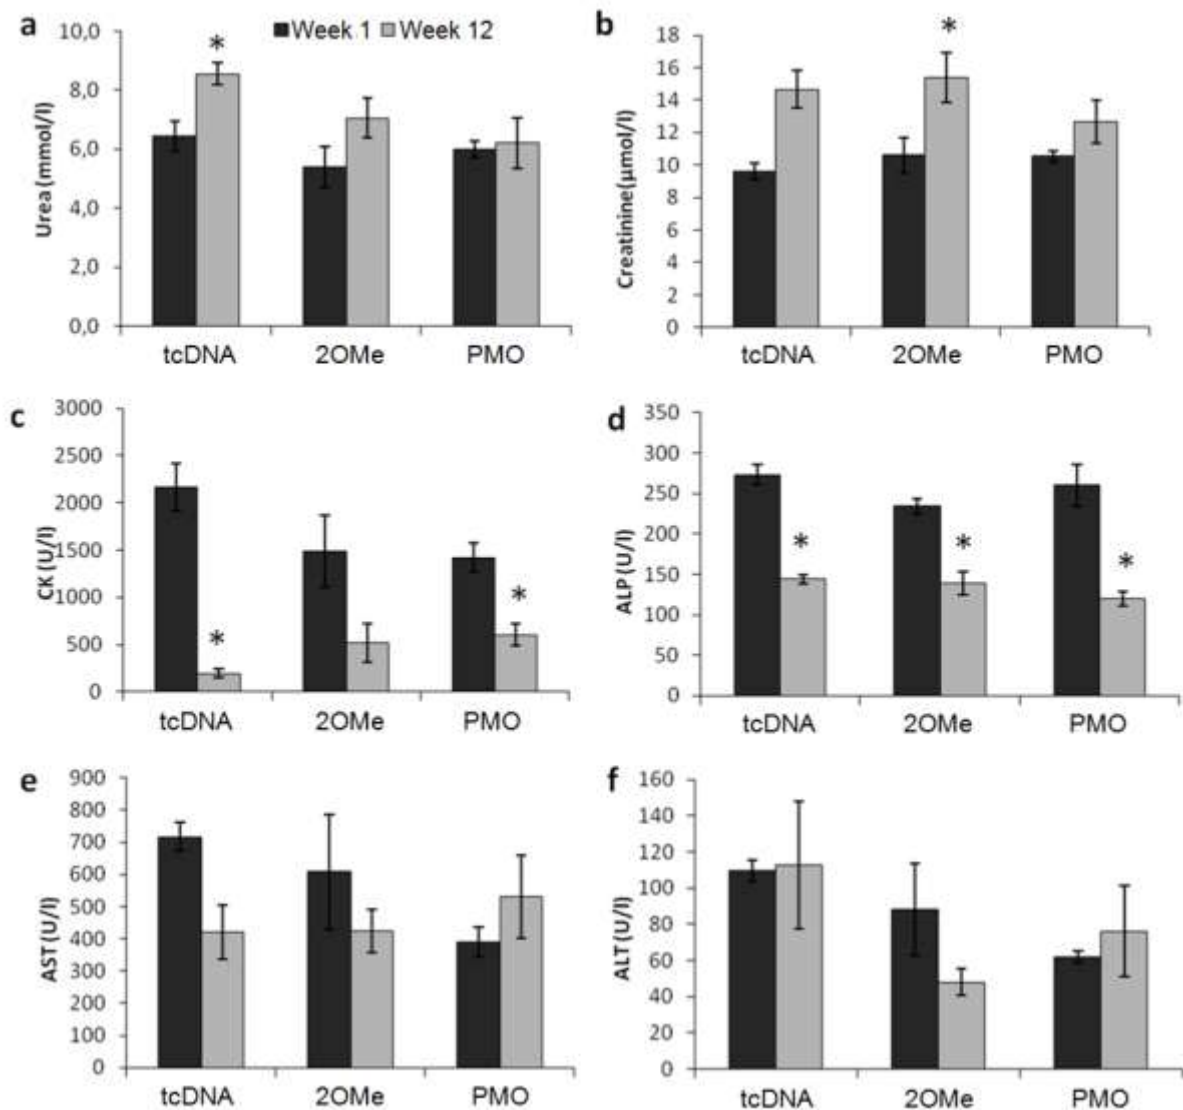 a
Week 1 Week 12
Urea (mmol/l)
10,0
8,0
6,0
4,0
2,0
0,0
*
tcDNA 2OMe PMO
b
Creatinine(µmol/l)
18
16
14
12
10
8
6
4
2
0
*
tcDNA 2OMe PMO
c
CK (U/l)
3000
2500
2000
1500
1000
500
0
* *
tcDNA 2OMe PMO
d
ALP (U/l)
350
300
250
200
150
100
50
0
* * *
tcDNA 2OMe PMO
e
AST (U/l)
900
800
700
600
500
400
300
200
100
0
tcDNA 2OMe PMO
f
ALT (U/l)
160
140
120
100
80
60
40
20
0
tcDNA 2OMe PMO